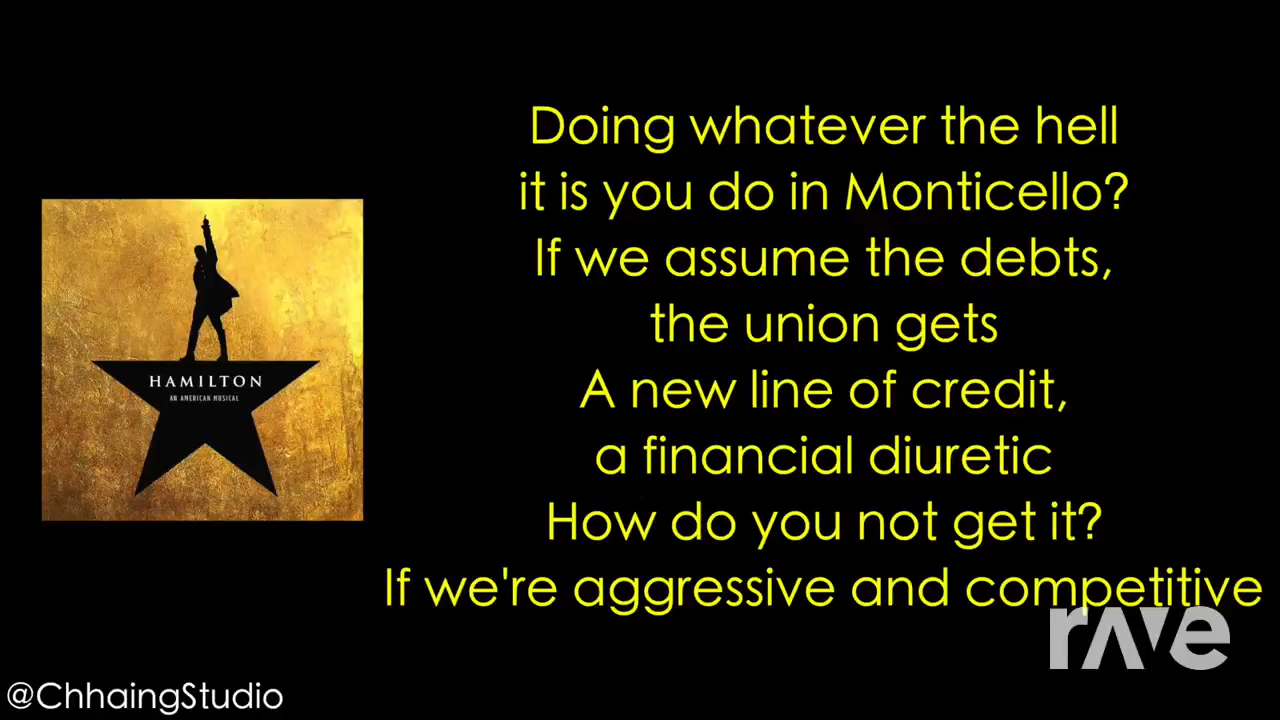 Doing whatever the hell
it is you do in Monticello?
If we assume the debts,
the union gets
A new line of credit,
a financial diuretic
How do you not get it?
If we're aggressive and competitive
HAMILTON
AN AMERICAN MUSICAL
rave
@ChhaingStudio